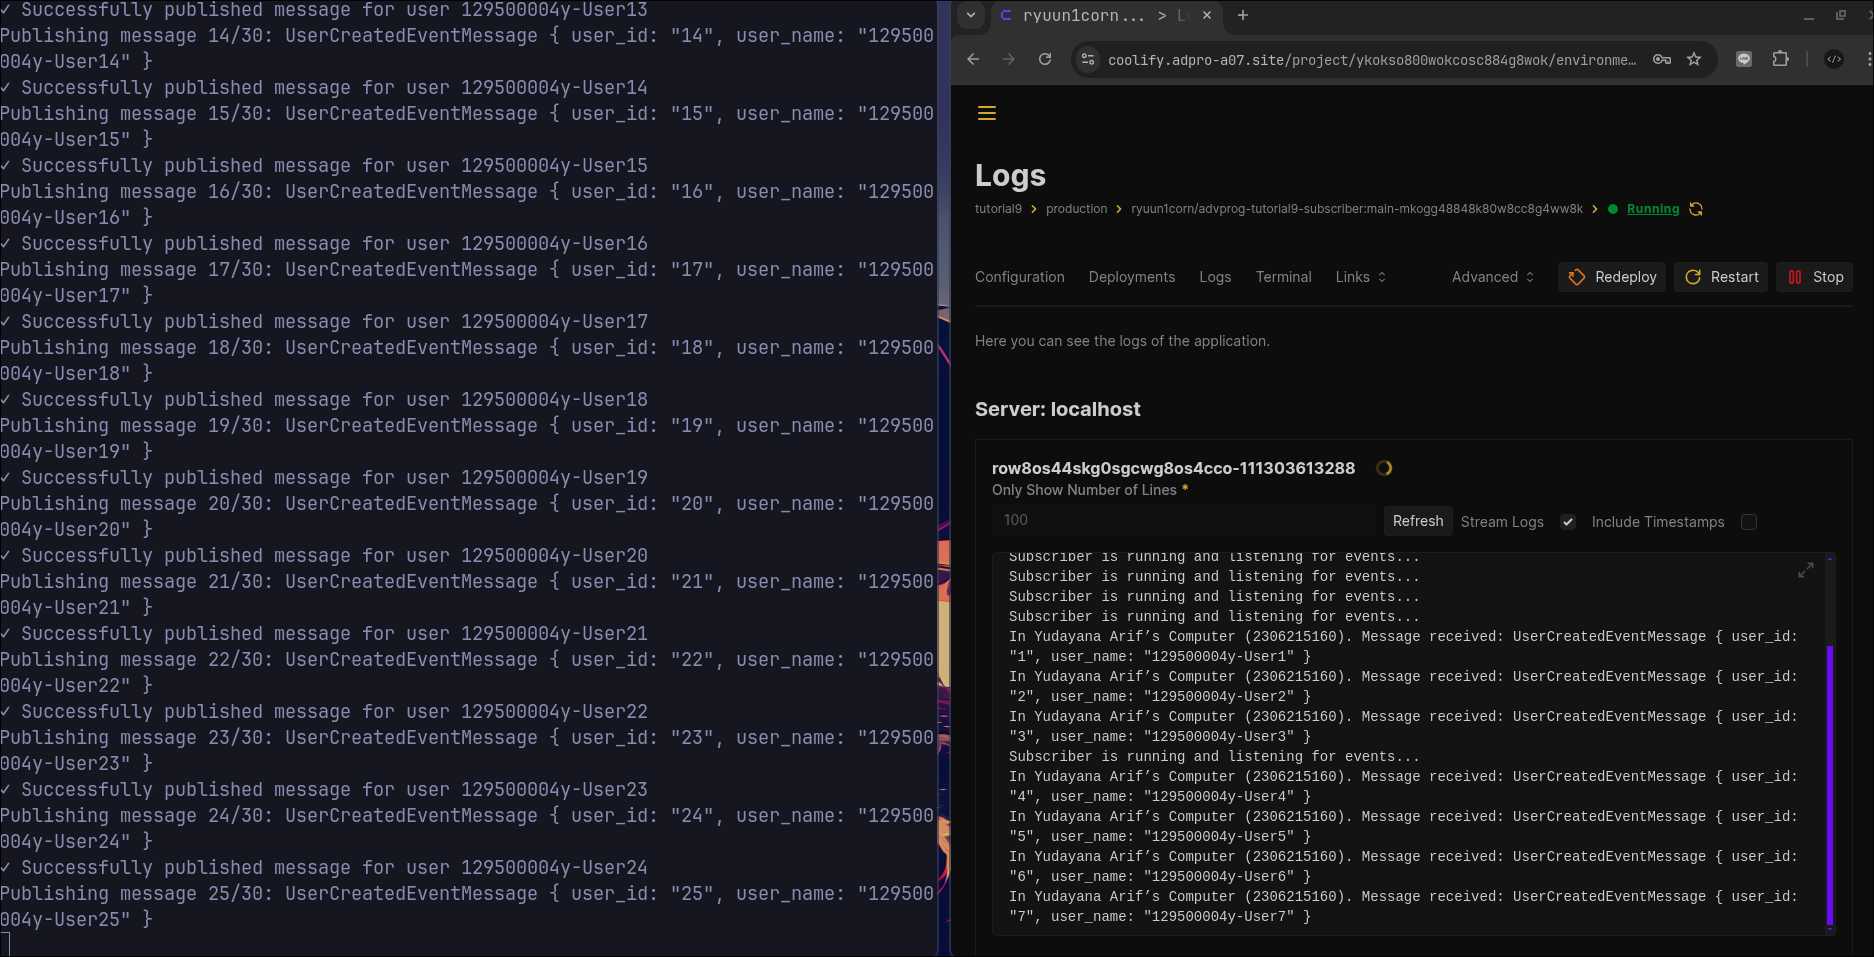 ✓ Successfully published message for user 129500004y-User13
Publishing message 14/30: UserCreatedEventMessage { user_id: "14", user_name: "129500
004y-User14" }
✓ Successfully published message for user 129500004y-User14
Publishing message 15/30: UserCreatedEventMessage { user_id: "15", user_name: "129500
004y-User15" }
✓ Successfully published message for user 129500004y-User15
Publishing message 16/30: UserCreatedEventMessage { user_id: "16", user_name: "129500
004y-User16" }
✓ Successfully published message for user 129500004y-User16
Publishing message 17/30: UserCreatedEventMessage { user_id: "17", user_name: "129500
004y-User17" }
✓ Successfully published message for user 129500004y-User17
Publishing message 18/30: UserCreatedEventMessage { user_id: "18", user_name: "129500
004y-User18" }
✓ Successfully published message for user 129500004y-User18
Publishing message 19/30: UserCreatedEventMessage { user_id: "19", user_name: "129500
004y-User19" }
✓ Successfully published message for user 129500004y-User19
Publishing message 20/30: UserCreatedEventMessage { user_id: "20", user_name: "129500
004y-User20" }
✓ Successfully published message for user 129500004y-User20
Publishing message 21/30: UserCreatedEventMessage { user_id: "21", user_name: "129500
004y-User21" }
✓ Successfully published message for user 129500004y-User21
Publishing message 22/30: UserCreatedEventMessage { user_id: "22", user_name: "129500
004y-User22" }
✓ Successfully published message for user 129500004y-User22
Publishing message 23/30: UserCreatedEventMessage { user_id: "23", user_name: "129500
004y-User23" }
✓ Successfully published message for user 129500004y-User23
Publishing message 24/30: UserCreatedEventMessage { user_id: "24", user_name: "129500
004y-User24" }
✓ Successfully published message for user 129500004y-User24
Publishing message 25/30: UserCreatedEventMessage { user_id: "25", user_name: "129500
004y-User25" }
ryuun1corn... > L
coolify.adpro-a07.site/project/ykokso800wokcosc884g8wok/environme…
Logs
tutorial9 > production > ryuun1corn/advprog-tutorial9-subscriber:main-mkogg48848k80w8cc8g4ww8k > Running
Configuration Deployments Logs Terminal Links Advanced Redeploy Restart Stop
Here you can see the logs of the application.
Server: localhost
row8os44skg0sgcwg8os4cco-111303613288
Only Show Number of Lines *
100 Refresh Stream Logs Include Timestamps
Subscriber is running and listening for events...
Subscriber is running and listening for events...
Subscriber is running and listening for events...
Subscriber is running and listening for events...
In Yudayana Arif’s Computer (2306215160). Message received: UserCreatedEventMessage { user_id:
"1", user_name: "129500004y-User1" }
In Yudayana Arif’s Computer (2306215160). Message received: UserCreatedEventMessage { user_id:
"2", user_name: "129500004y-User2" }
In Yudayana Arif’s Computer (2306215160). Message received: UserCreatedEventMessage { user_id:
"3", user_name: "129500004y-User3" }
Subscriber is running and listening for events...
In Yudayana Arif’s Computer (2306215160). Message received: UserCreatedEventMessage { user_id:
"4", user_name: "129500004y-User4" }
In Yudayana Arif’s Computer (2306215160). Message received: UserCreatedEventMessage { user_id:
"5", user_name: "129500004y-User5" }
In Yudayana Arif’s Computer (2306215160). Message received: UserCreatedEventMessage { user_id:
"6", user_name: "129500004y-User6" }
In Yudayana Arif’s Computer (2306215160). Message received: UserCreatedEventMessage { user_id:
"7", user_name: "129500004y-User7" }